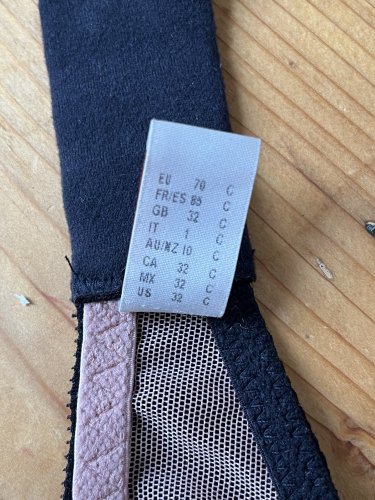 EU 70 C
FR/ES 85 C
GB 32 C
IT 1 C
AU/NZ 10 C
CA 32 C
MX 32 C
US 32 C